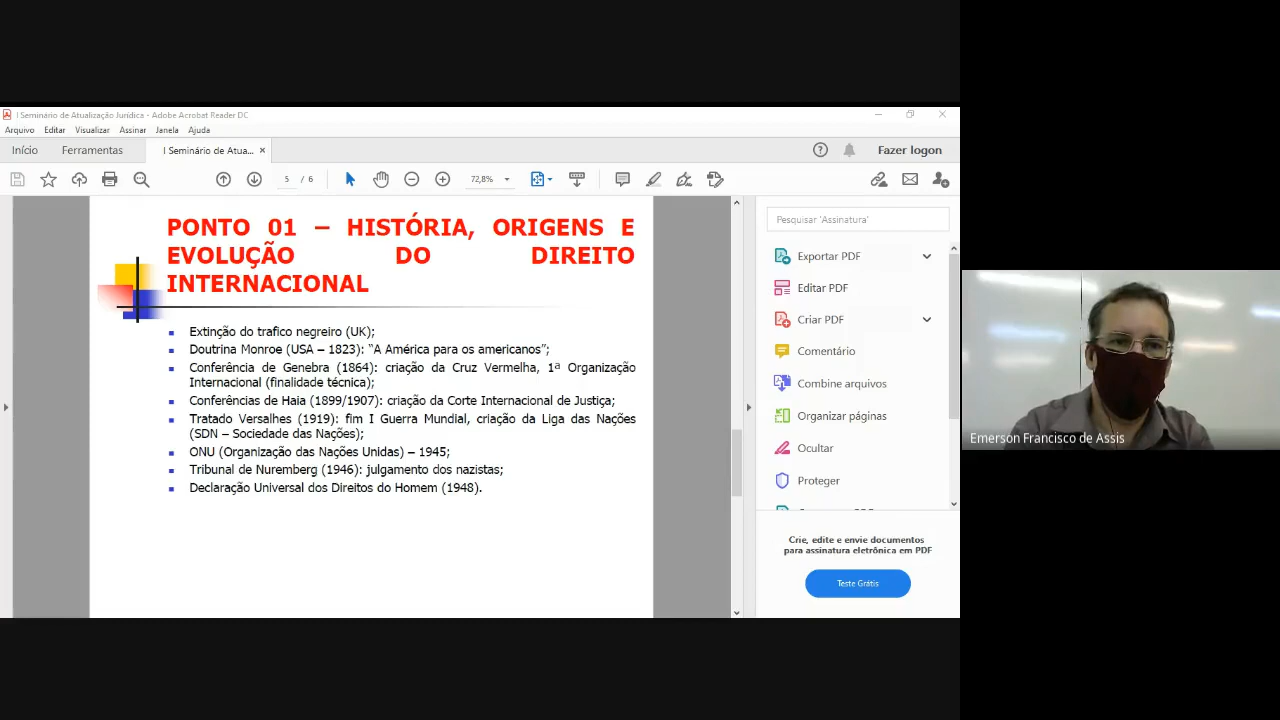 I Seminário de Atualização Jurídica - Adobe Acrobat Reader DC
Arquivo Editar Visualizar Assinar Janela Ajuda
Início Ferramentas I Seminário de Atua... × Fazer logon
5 / 6 72,8%
PONTO 01 – HISTÓRIA, ORIGENS E
EVOLUÇÃO DO DIREITO
INTERNACIONAL
Extinção do trafico negreiro (UK);
Doutrina Monroe (USA – 1823): “A América para os americanos”;
Conferência de Genebra (1864): criação da Cruz Vermelha, 1ª Organização
Internacional (finalidade técnica);
Conferências de Haia (1899/1907): criação da Corte Internacional de Justiça;
Tratado Versalhes (1919): fim I Guerra Mundial, criação da Liga das Nações
(SDN – Sociedade das Nações);
ONU (Organização das Nações Unidas) – 1945;
Tribunal de Nuremberg (1946): julgamento dos nazistas;
Declaração Universal dos Direitos do Homem (1948).
Pesquisar 'Assinatura'
Exportar PDF
Editar PDF
Criar PDF
Comentário
Combine arquivos
Organizar páginas
Ocultar
Proteger
Crie, edite e envie documentos
para assinatura eletrônica em PDF
Teste Grátis
Emerson Francisco de Assis